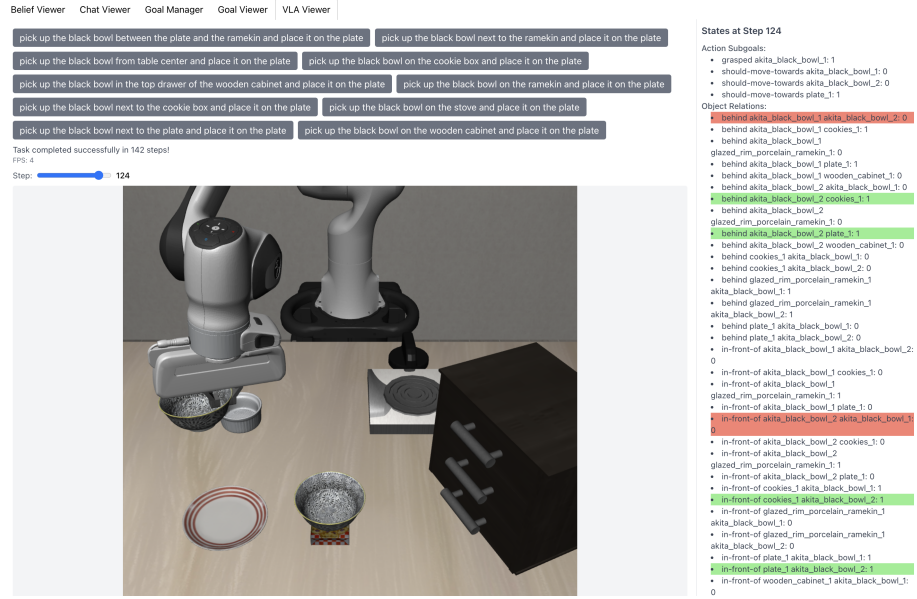 Belief Viewer Chat Viewer Goal Manager Goal Viewer VLA Viewer
pick up the black bowl between the plate and the ramekin and place it on the plate
pick up the black bowl next to the ramekin and place it on the plate
pick up the black bowl from table center and place it on the plate
pick up the black bowl on the cookie box and place it on the plate
pick up the black bowl in the top drawer of the wooden cabinet and place it on the plate
pick up the black bowl on the ramekin and place it on the plate
pick up the black bowl next to the cookie box and place it on the plate
pick up the black bowl on the stove and place it on the plate
pick up the black bowl next to the plate and place it on the plate
pick up the black bowl on the wooden cabinet and place it on the plate
Task completed successfully in 142 steps!
FPS: 4
Step: 124
States at Step 124
Action Subgoals:
• grasped akita_black_bowl_1: 1
• should-move-towards akita_black_bowl_1: 0
• should-move-towards akita_black_bowl_2: 0
• should-move-towards plate_1: 1
Object Relations:
• behind akita_black_bowl_1 akita_black_bowl_2: 0
• behind akita_black_bowl_1 cookies_1: 1
• behind akita_black_bowl_1
glazed_rim_porcelain_ramekin_1: 0
• behind akita_black_bowl_1 plate_1: 1
• behind akita_black_bowl_1 wooden_cabinet_1: 0
• behind akita_black_bowl_2 akita_black_bowl_1: 0
• behind akita_black_bowl_2 cookies_1: 1
• behind akita_black_bowl_2
glazed_rim_porcelain_ramekin_1: 0
• behind akita_black_bowl_2 plate_1: 1
• behind akita_black_bowl_2 wooden_cabinet_1: 0
• behind cookies_1 akita_black_bowl_1: 0
• behind cookies_1 akita_black_bowl_2: 0
• behind glazed_rim_porcelain_ramekin_1
akita_black_bowl_1: 1
• behind glazed_rim_porcelain_ramekin_1
akita_black_bowl_2: 1
• behind plate_1 akita_black_bowl_1: 0
• behind plate_1 akita_black_bowl_2: 0
• in-front-of akita_black_bowl_1 akita_black_bowl_2:
0
• in-front-of akita_black_bowl_1 cookies_1: 0
• in-front-of akita_black_bowl_1
glazed_rim_porcelain_ramekin_1: 1
• in-front-of akita_black_bowl_1 plate_1: 0
• in-front-of akita_black_bowl_2 akita_black_bowl_1:
0
• in-front-of akita_black_bowl_2 cookies_1: 0
• in-front-of akita_black_bowl_2
glazed_rim_porcelain_ramekin_1: 1
• in-front-of akita_black_bowl_2 plate_1: 0
• in-front-of cookies_1 akita_black_bowl_1: 1
• in-front-of cookies_1 akita_black_bowl_2: 1
• in-front-of glazed_rim_porcelain_ramekin_1
akita_black_bowl_1: 0
• in-front-of glazed_rim_porcelain_ramekin_1
akita_black_bowl_2: 0
• in-front-of plate_1 akita_black_bowl_1: 1
• in-front-of plate_1 akita_black_bowl_2: 1
• in-front-of wooden_cabinet_1 akita_black_bowl_1:
0